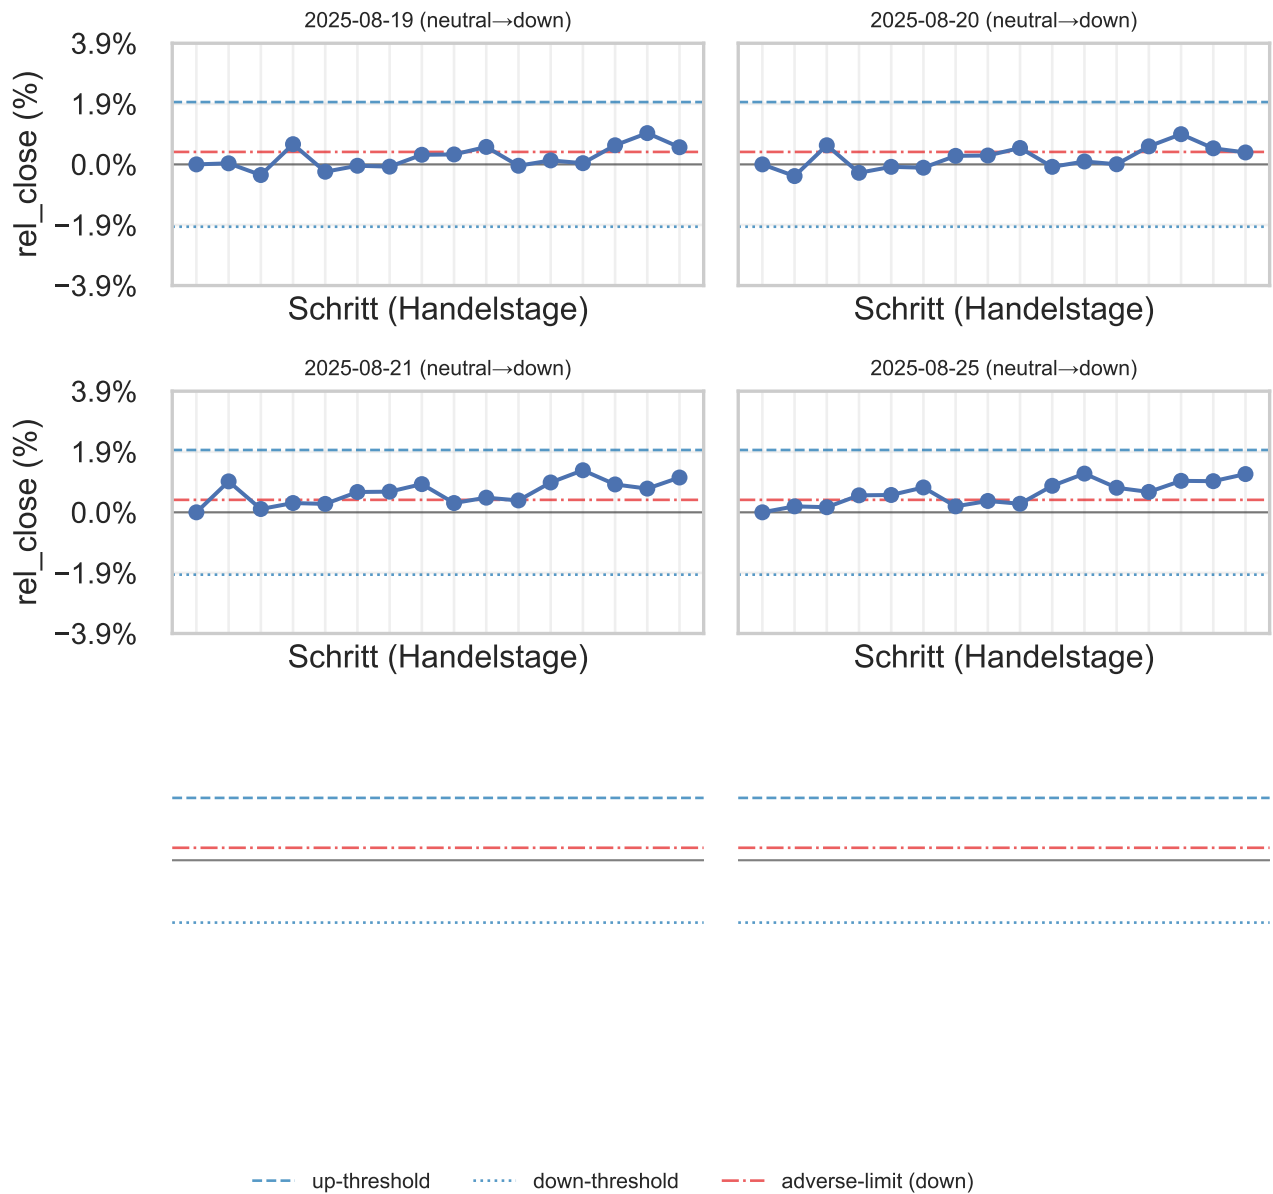 2025-08-19 (neutral→down)
2025-08-20 (neutral→down)
3.9%
1.9%
0.0%
−1.9%
−3.9%
rel_close (%)
Schritt (Handelstage)
Schritt (Handelstage)
2025-08-21 (neutral→down)
2025-08-25 (neutral→down)
3.9%
1.9%
0.0%
−1.9%
−3.9%
rel_close (%)
Schritt (Handelstage)
Schritt (Handelstage)
up-threshold
down-threshold
adverse-limit (down)